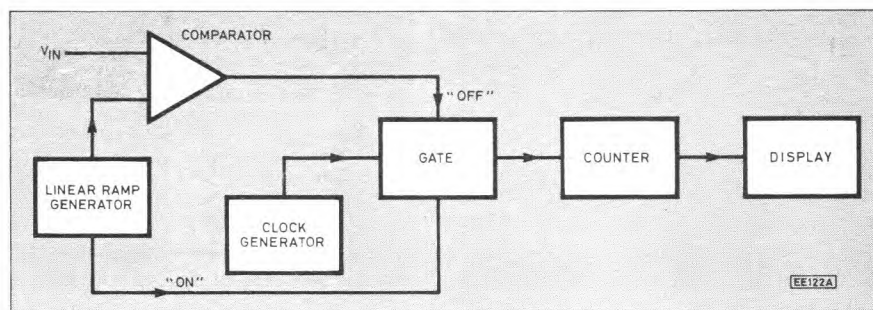 COMPARATOR
VIN
"OFF"
GATE
COUNTER
DISPLAY
LINEAR RAMP
GENERATOR
CLOCK
GENERATOR
"ON"
EE122A